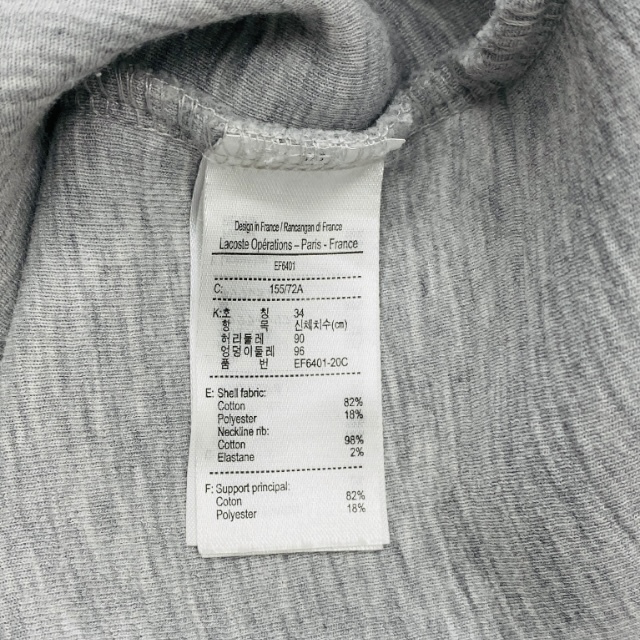 Design in France / Rancangan di France
Lacoste Opérations – Paris - France
EF6401
C: 155/72A
K:호 칭 34
항 목 신체치수(cm)
허리둘레 90
엉덩이둘레 96
품 번 EF6401-20C
E: Shell fabric:
Cotton 82%
Polyester 18%
Neckline rib:
Cotton 98%
Elastane 2%
F: Support principal:
Coton 82%
Polyester 18%